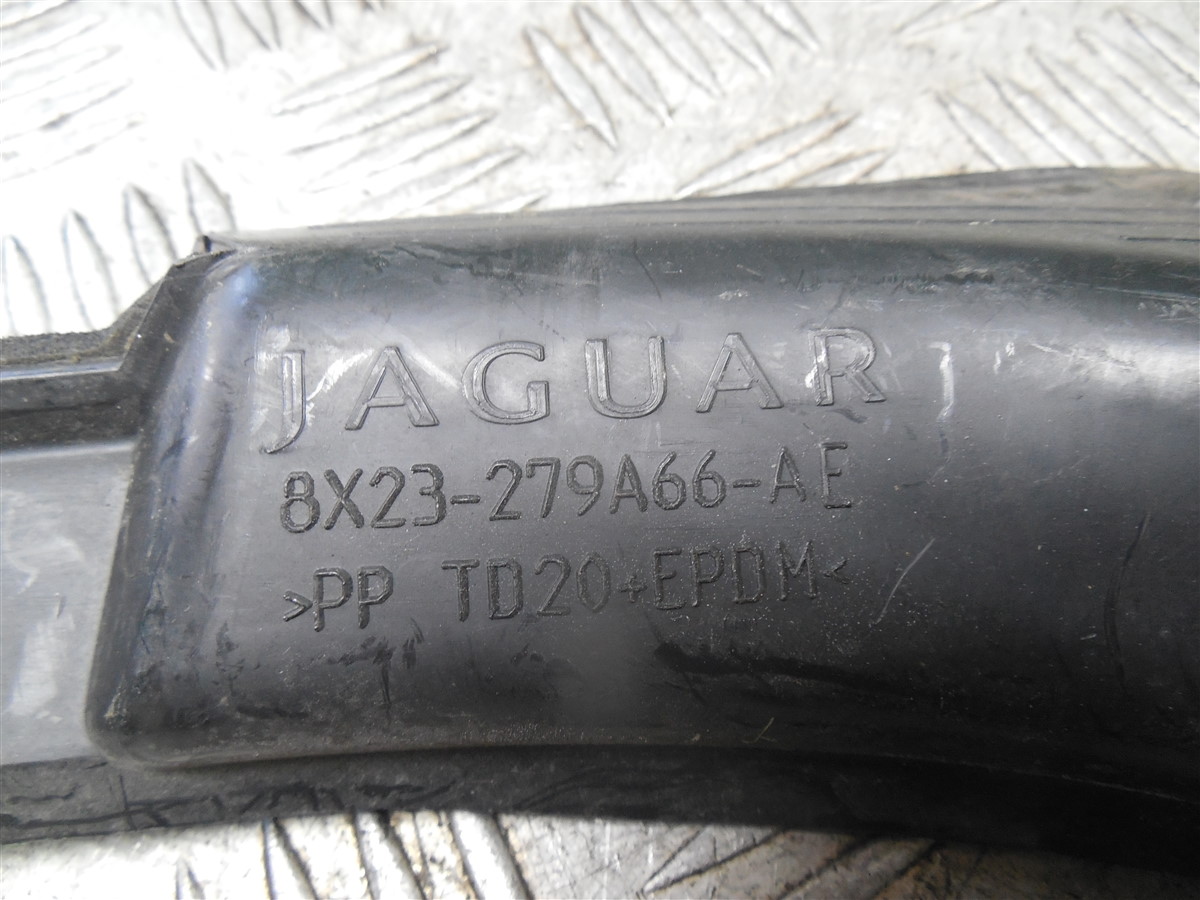 JAGUAR
8X23-279A66-AE
>PP TD20+EPDM<